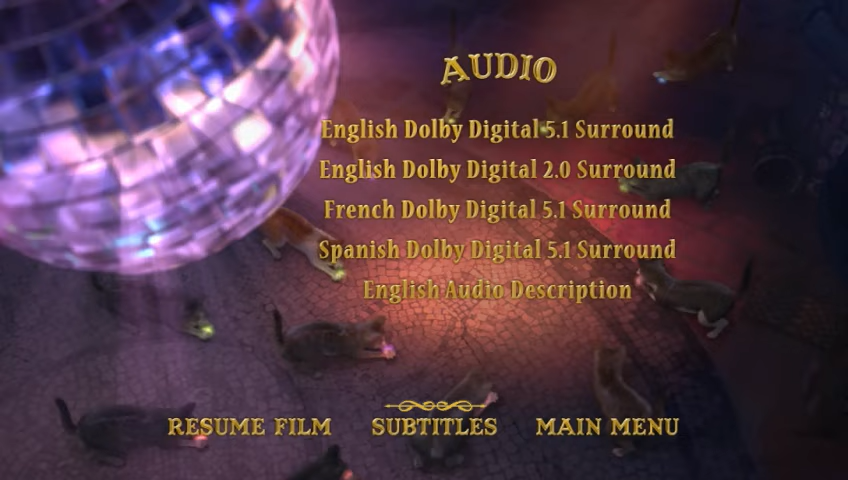 AUDIO
English Dolby Digital 5.1 Surround
English Dolby Digital 2.0 Surround
French Dolby Digital 5.1 Surround
Spanish Dolby Digital 5.1 Surround
English Audio Description
RESUME FILM SUBTITLES MAIN MENU